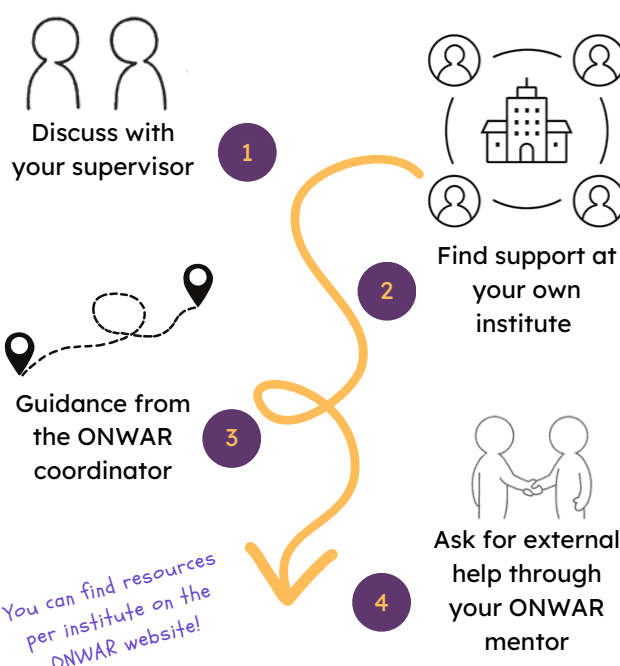 Discuss with
your supervisor
1
Find support at
your own
institute
2
Guidance from
the ONWAR
coordinator
3
Ask for external
help through
your ONWAR
mentor
4
You can find resources
per institute on the
ONWAR website!